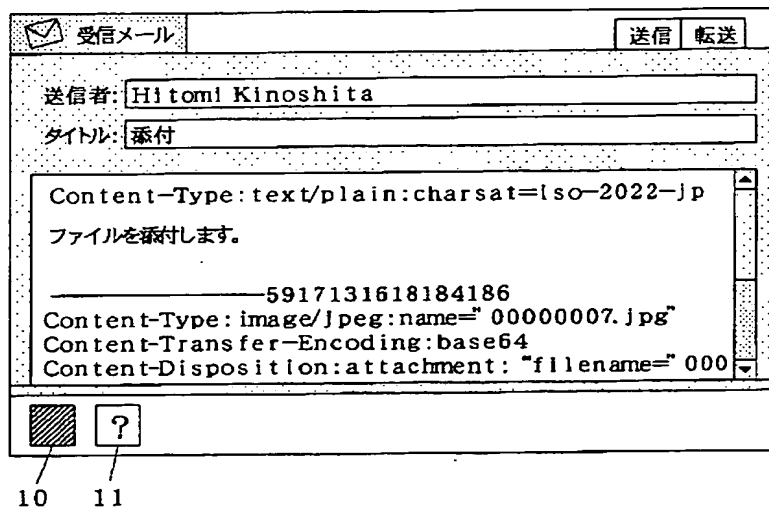 受信メール 送信 転送
送信者: Hitomi Kinoshita
タイトル: 添付
Content-Type:text/plain:charsat=iso-2022-jp
ファイルを添付します。
――――――――59171316181841​86
Content-Type:image/jpeg:name="00000007.jpg"
Content-Transfer-Encoding:base64
Content-Disposition:attachment: "filename="000
?
10 11